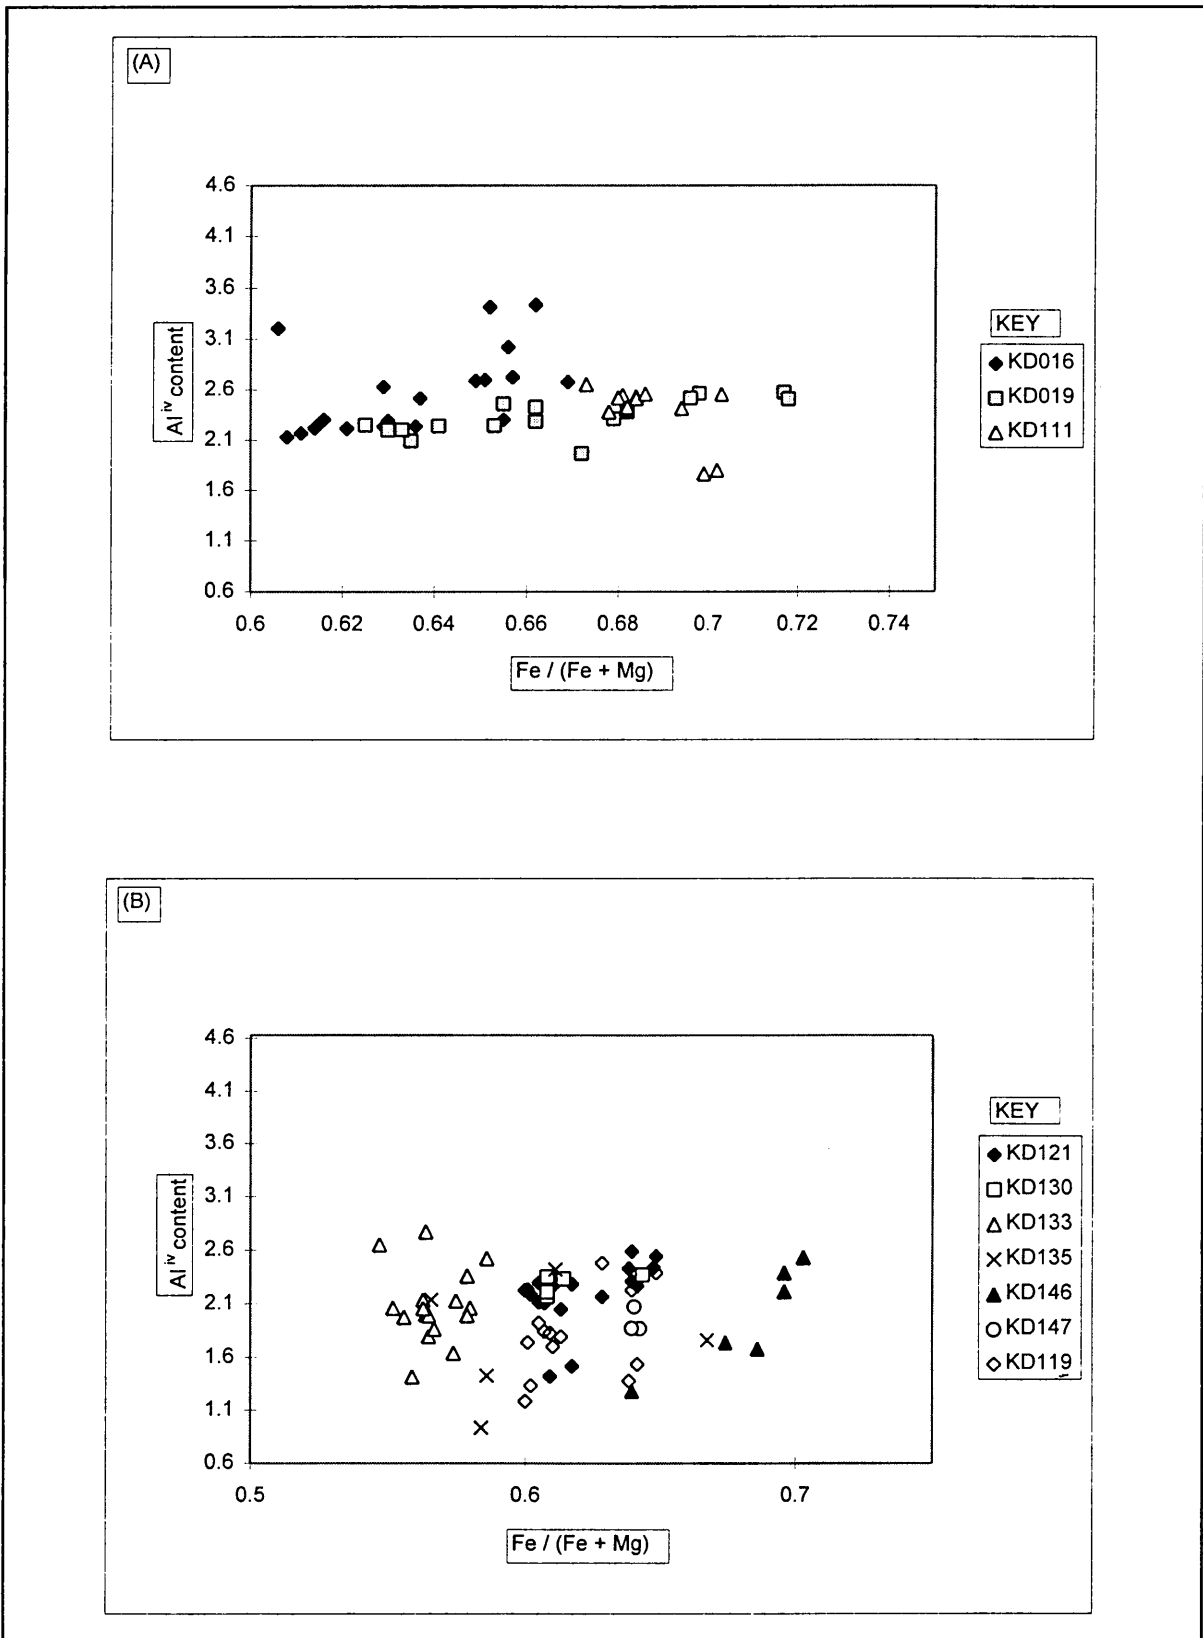 (A)
4.6
4.1
3.6
3.1
2.6
2.1
1.6
1.1
0.6
Al iv content
0.6 0.62 0.64 0.66 0.68 0.7 0.72 0.74
Fe / (Fe + Mg)
KEY
KD016
KD019
KD111
(B)
4.6
4.1
3.6
3.1
2.6
2.1
1.6
1.1
0.6
Al iv content
0.5 0.6 0.7
Fe / (Fe + Mg)
KEY
KD121
KD130
KD133
KD135
KD146
KD147
KD119